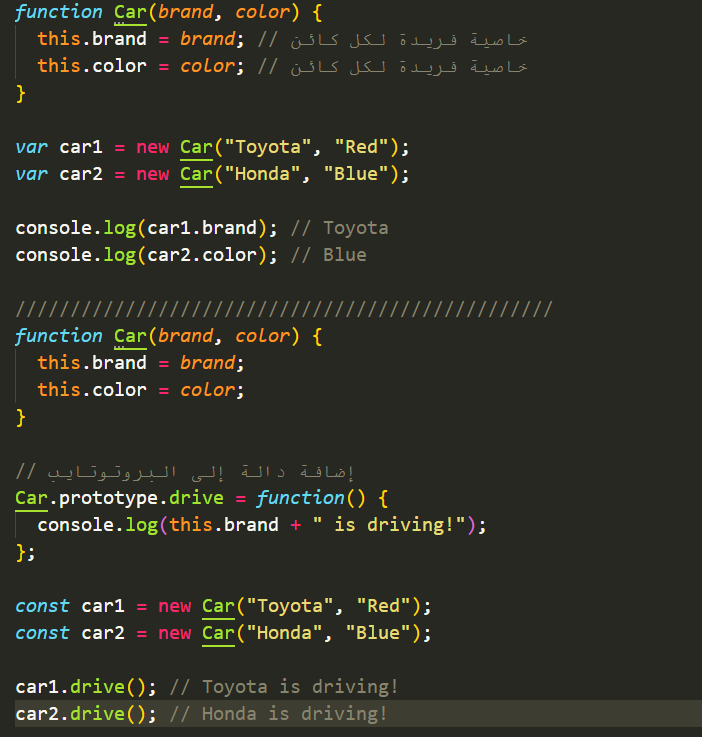 function Car(brand, color) {
this.brand = brand; // خاصية فريدة لكل كائن
this.color = color; // خاصية فريدة لكل كائن
}
var car1 = new Car("Toyota", "Red");
var car2 = new Car("Honda", "Blue");
console.log(car1.brand); // Toyota
console.log(car2.color); // Blue
/////////////////////////////////////////////////
function Car(brand, color) {
this.brand = brand;
this.color = color;
}
// إضافة دالة إلى البروتوتايب
Car.prototype.drive = function() {
console.log(this.brand + " is driving!");
};
const car1 = new Car("Toyota", "Red");
const car2 = new Car("Honda", "Blue");
car1.drive(); // Toyota is driving!
car2.drive(); // Honda is driving!